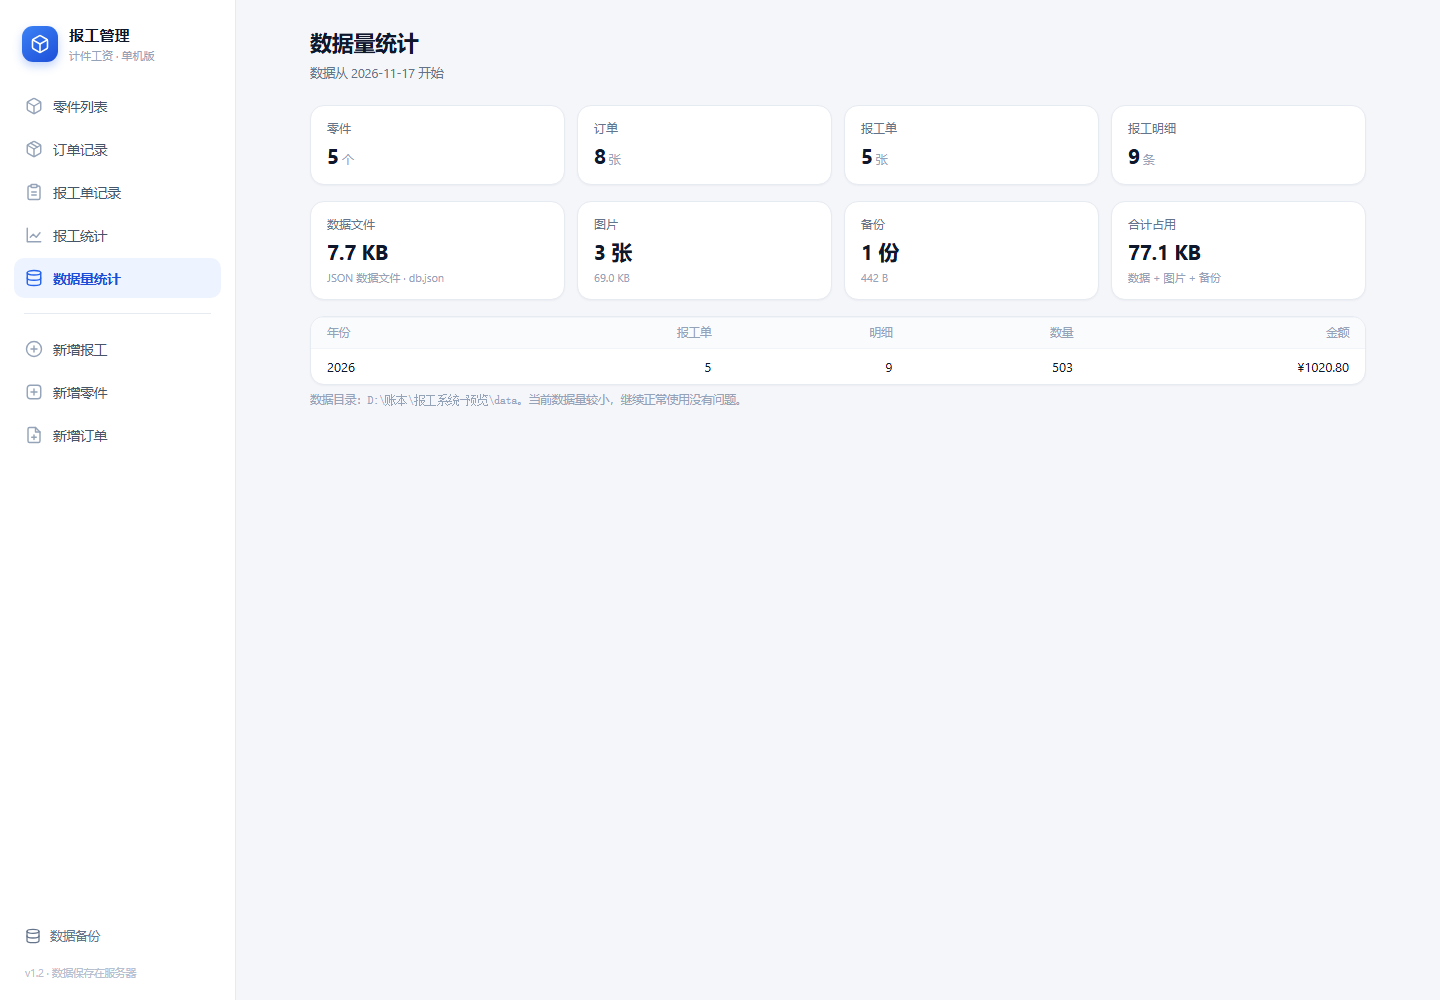 报工管理
计件工资 · 单机版
零件列表
订单记录
报工单记录
报工统计
数据量统计
新增报工
新增零件
新增订单
数据备份
v1.2 · 数据保存在服务器
数据量统计
数据从 2026-11-17 开始
零件
5 个
订单
8 张
报工单
5 张
报工明细
9 条
数据文件
7.7 KB
JSON 数据文件 · db.json
图片
3 张
69.0 KB
备份
1 份
442 B
合计占用
77.1 KB
数据 + 图片 + 备份
年份 报工单 明细 数量 金额
2026 5 9 503 ¥1020.80
数据目录：D:\账本\报工系统-预览\data。当前数据量较小，继续正常使用没有问题。